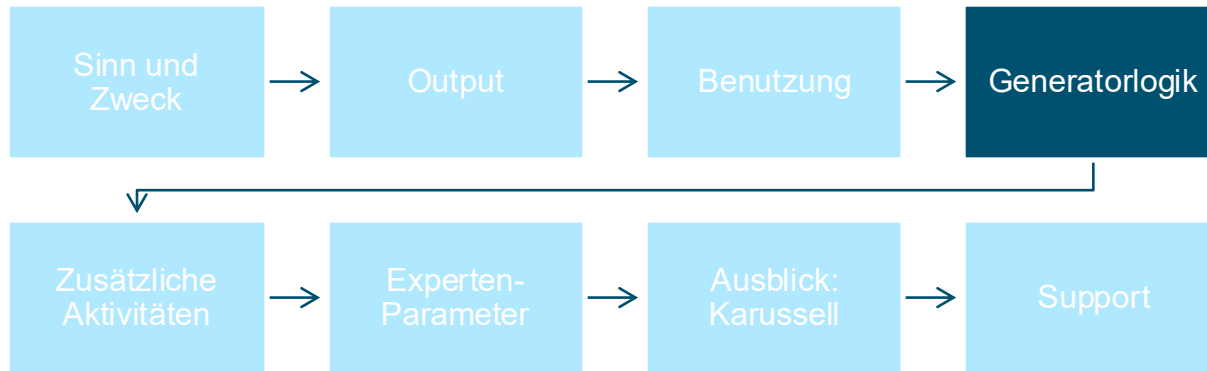 Sinn und
Zweck
Output
Benutzung
Generatorlogik
Zusätzliche
Aktivitäten
Experten-
Parameter
Ausblick:
Karussell
Support